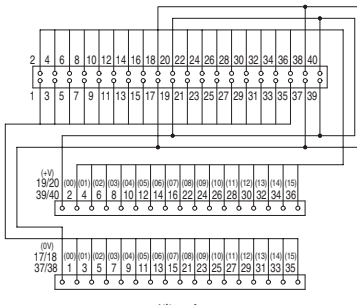 2 4 6 8 10 12 14 16 18 20 22 24 26 28 30 32 34 36 38 40
1 3 5 7 9 11 13 15 17 19 21 23 25 27 29 31 33 35 37 39
(+V)
19/20 (00) (01) (02) (03) (04) (05) (06) (07) (08) (09) (10) (11) (12) (13) (14) (15)
39/40 2 4 6 8 10 12 14 16 22 24 26 28 30 32 34 36
(0V)
17/18 (00) (01) (02) (03) (04) (05) (06) (07) (08) (09) (10) (11) (12) (13) (14) (15)
37/38 1 3 5 7 9 11 13 15 21 23 25 27 29 31 33 35